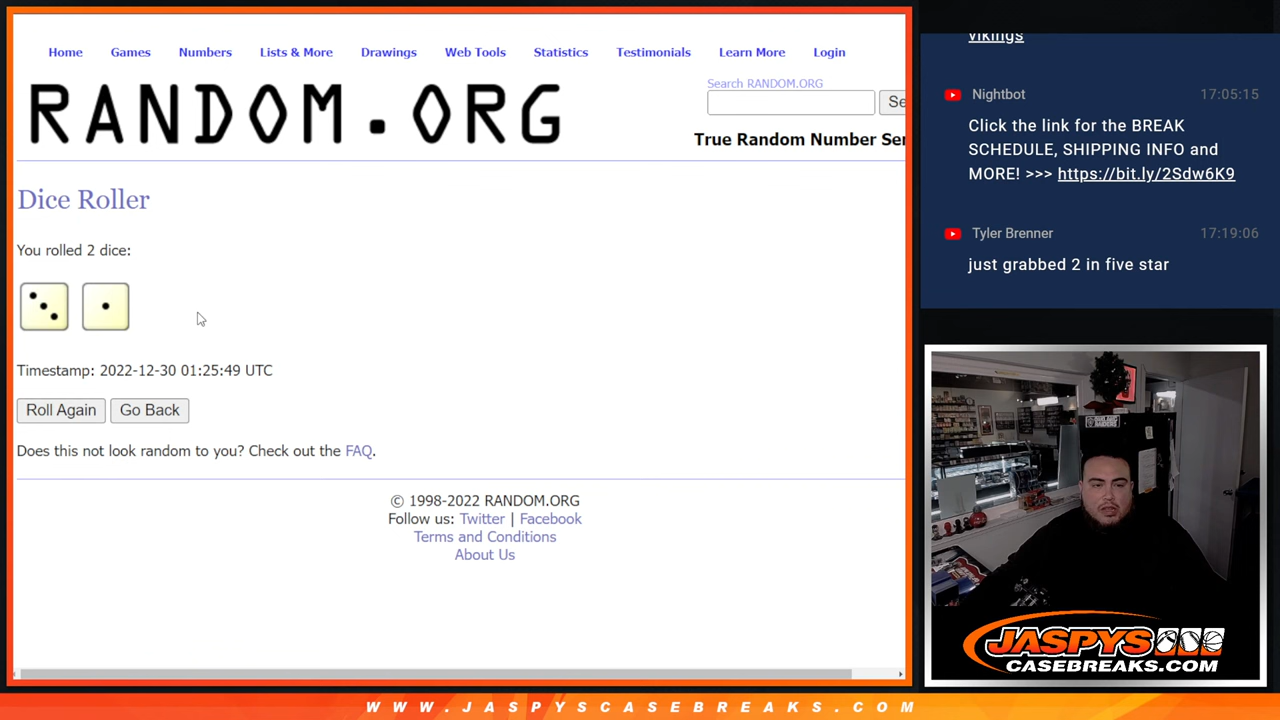 Home Games Numbers Lists & More Drawings Web Tools Statistics Testimonials Learn More Login
RANDOM.ORG
Search RANDOM.ORG
Se
True Random Number Ser
Dice Roller
You rolled 2 dice:
Timestamp: 2022-12-30 01:25:49 UTC
Roll Again Go Back
Does this not look random to you? Check out the FAQ.
© 1998-2022 RANDOM.ORG
Follow us: Twitter | Facebook
Terms and Conditions
About Us
vikings
Nightbot 17:05:15
Click the link for the BREAK
SCHEDULE, SHIPPING INFO and
MORE! >>> https://bit.ly/2Sdw6K9
Tyler Brenner 17:19:06
just grabbed 2 in five star
JASPYS
CASEBREAKS.COM
WWW.JASPYSCASEBREAKS.COM